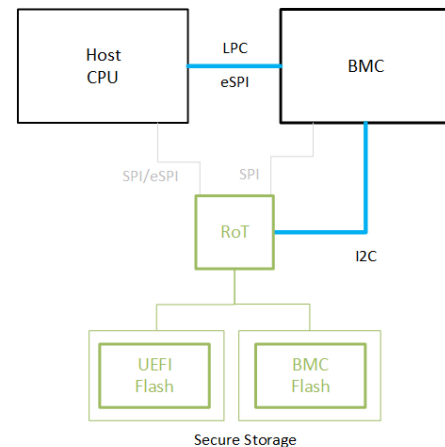 Host
CPU
LPC
eSPI
BMC
SPI/eSPI
SPI
RoT
I2C
UEFI
Flash
BMC
Flash
Secure Storage